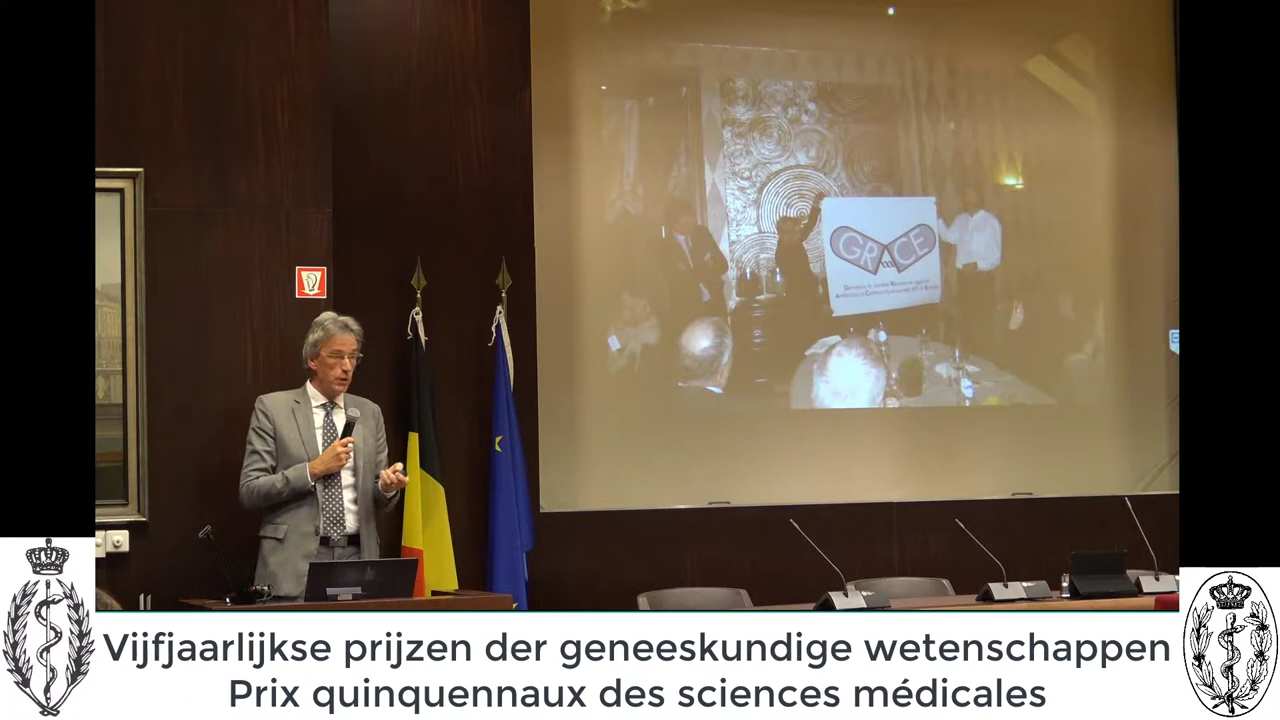 GRACE
Vijfjaarlijkse prijzen der geneeskundige wetenschappen
Prix quinquennaux des sciences médicales